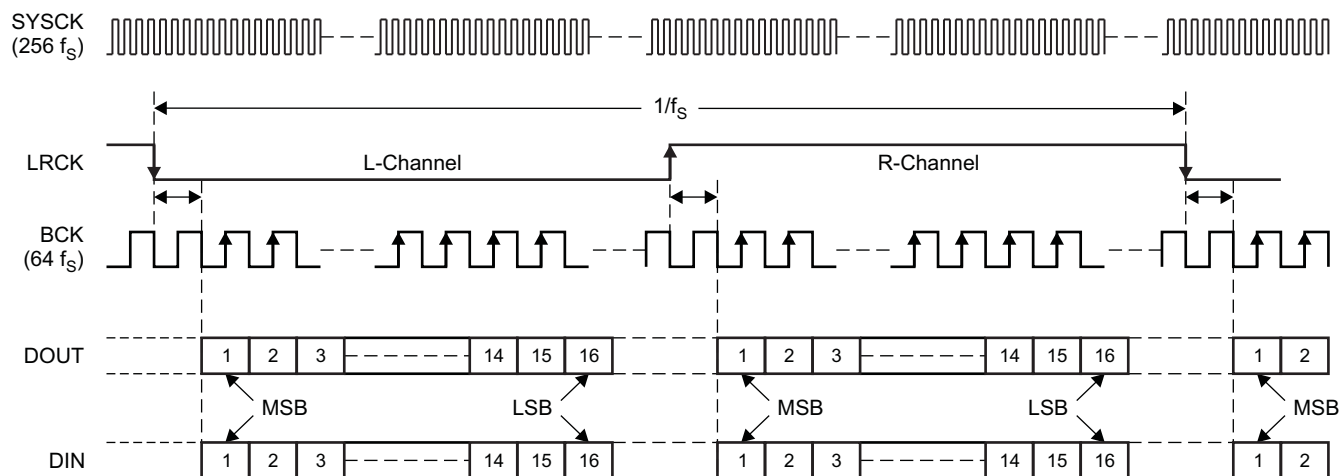 SYSCK
(256 fS)
1/fS
LRCK
L-Channel
R-Channel
BCK
(64 fS)
DOUT
1 2 3 14 15 16 1 2 3 14 15 16 1 2
MSB LSB MSB LSB MSB
DIN
1 2 3 14 15 16 1 2 3 14 15 16 1 2